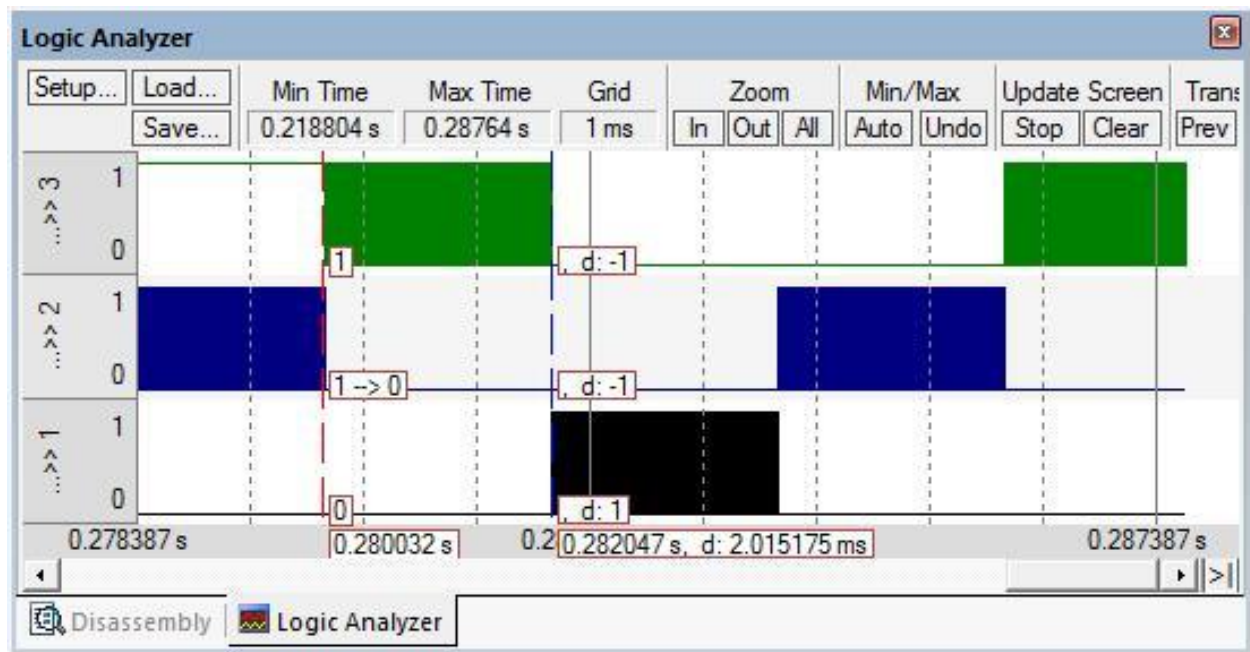 Logic Analyzer
Setup... Load... Min Time Max Time Grid Zoom Min/Max Update Screen Trans
Save... 0.218804 s 0.28764 s 1 ms In Out All Auto Undo Stop Clear Prev
...>> 3
1
0
1
, d: -1
...>> 2
1
0
1 --> 0
, d: -1
...>> 1
1
0
0
, d: 1
0.278387 s 0.280032 s 0.2 0.282047 s, d: 2.015175 ms 0.287387 s
>|
Disassembly Logic Analyzer